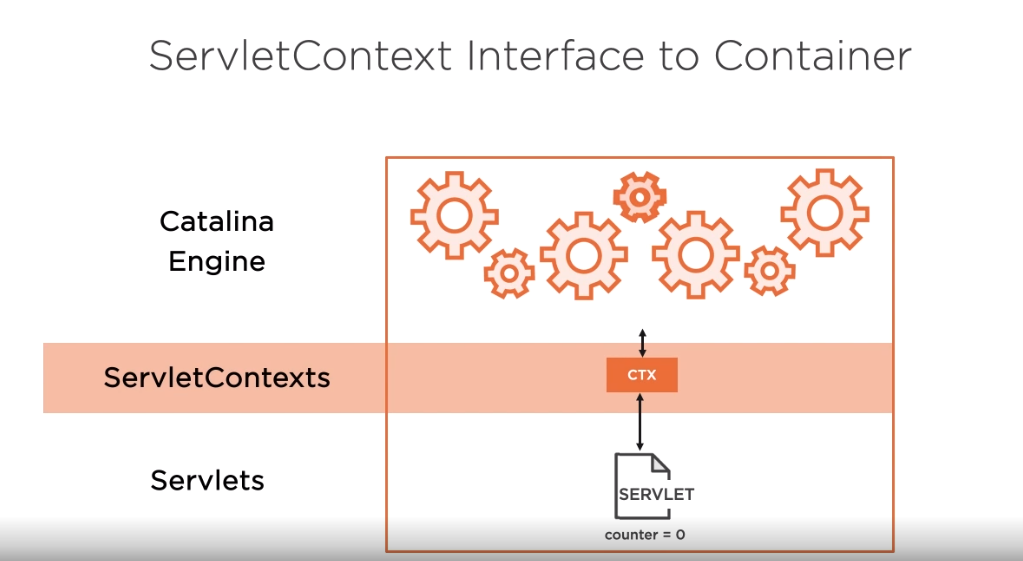 ServletContext Interface to Container
Catalina
Engine
ServletContexts
CTX
Servlets
SERVLET
counter = 0